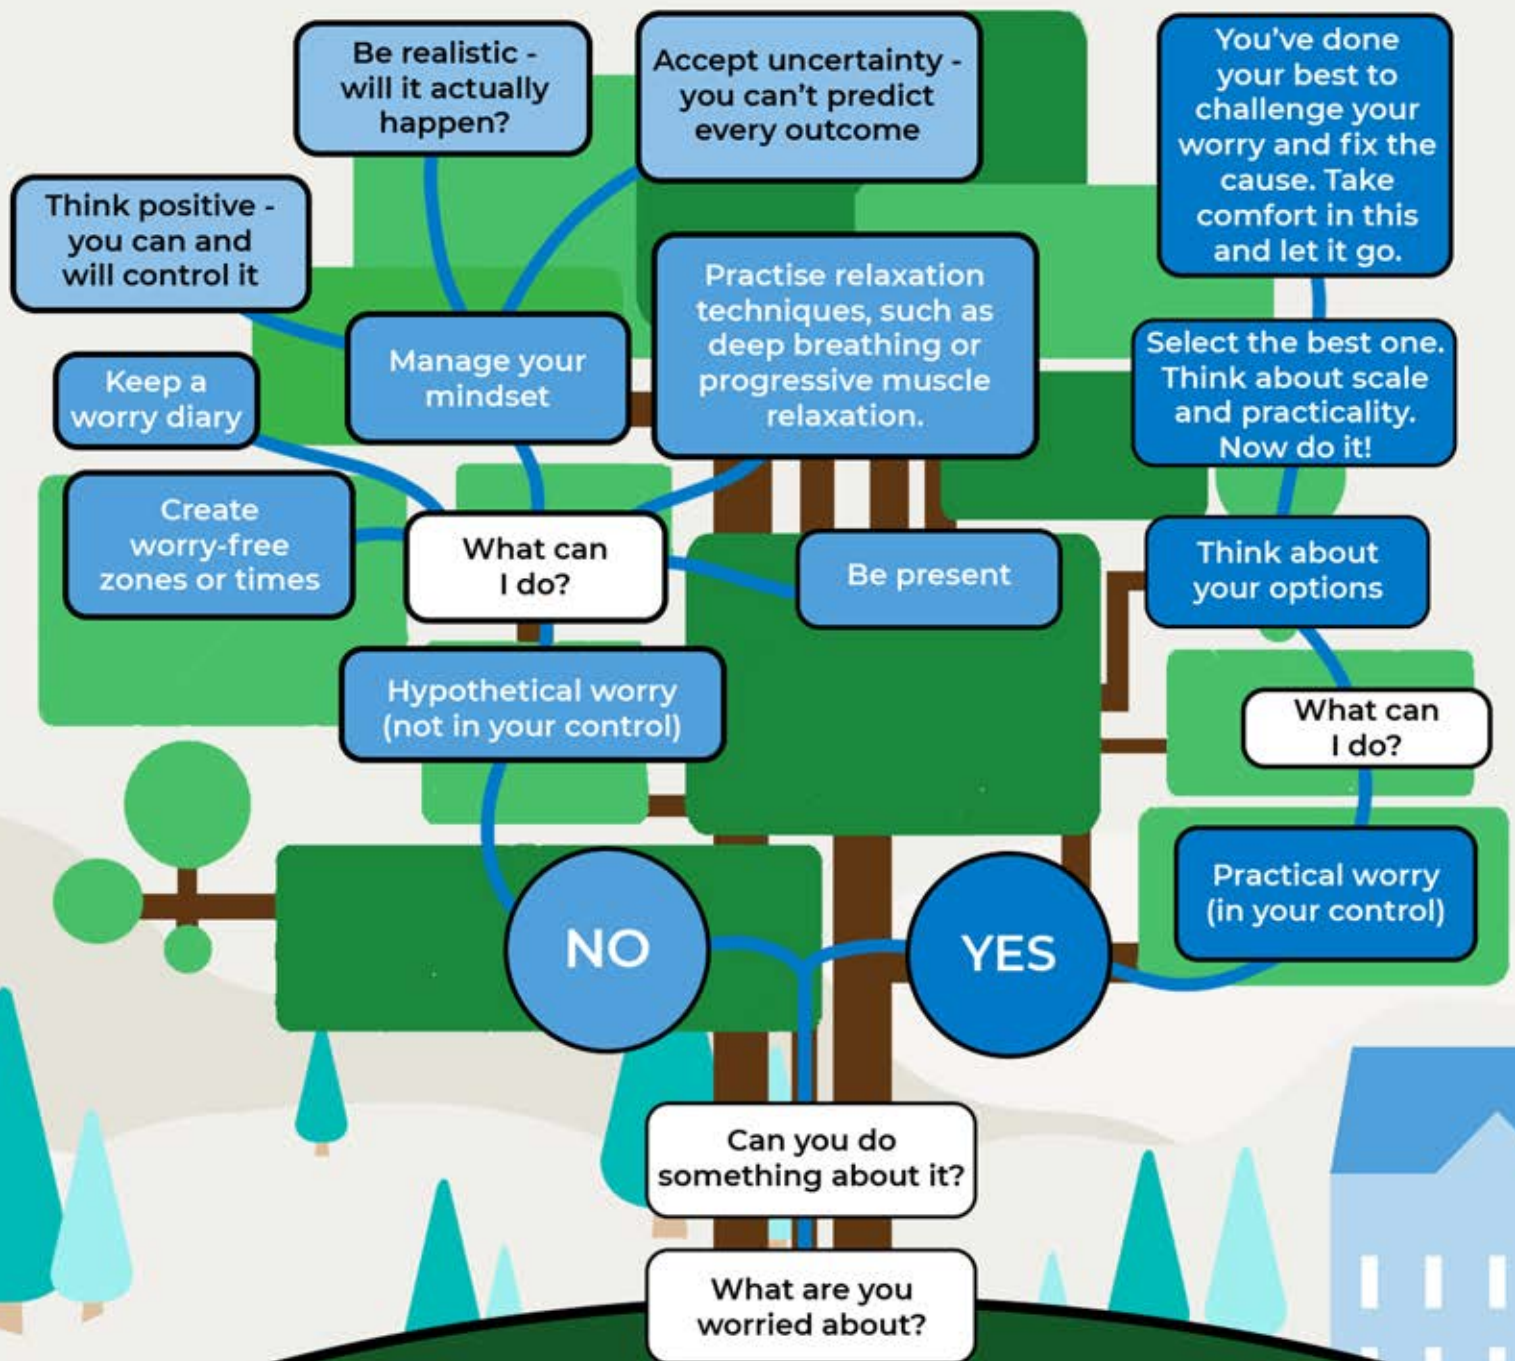 Be realistic -
will it actually
happen?
Accept uncertainty -
you can't predict
every outcome
You've done
your best to
challenge your
worry and fix the
cause. Take
comfort in this
and let it go.
Think positive -
you can and
will control it
Practise relaxation
techniques, such as
deep breathing or
progressive muscle
relaxation.
Manage your
mindset
Select the best one.
Think about scale
and practicality.
Now do it!
Keep a
worry diary
Create
worry-free
zones or times
What can
I do?
Be present
Think about
your options
Hypothetical worry
(not in your control)
What can
I do?
Practical worry
(in your control)
NO
YES
Can you do
something about it?
What are you
worried about?